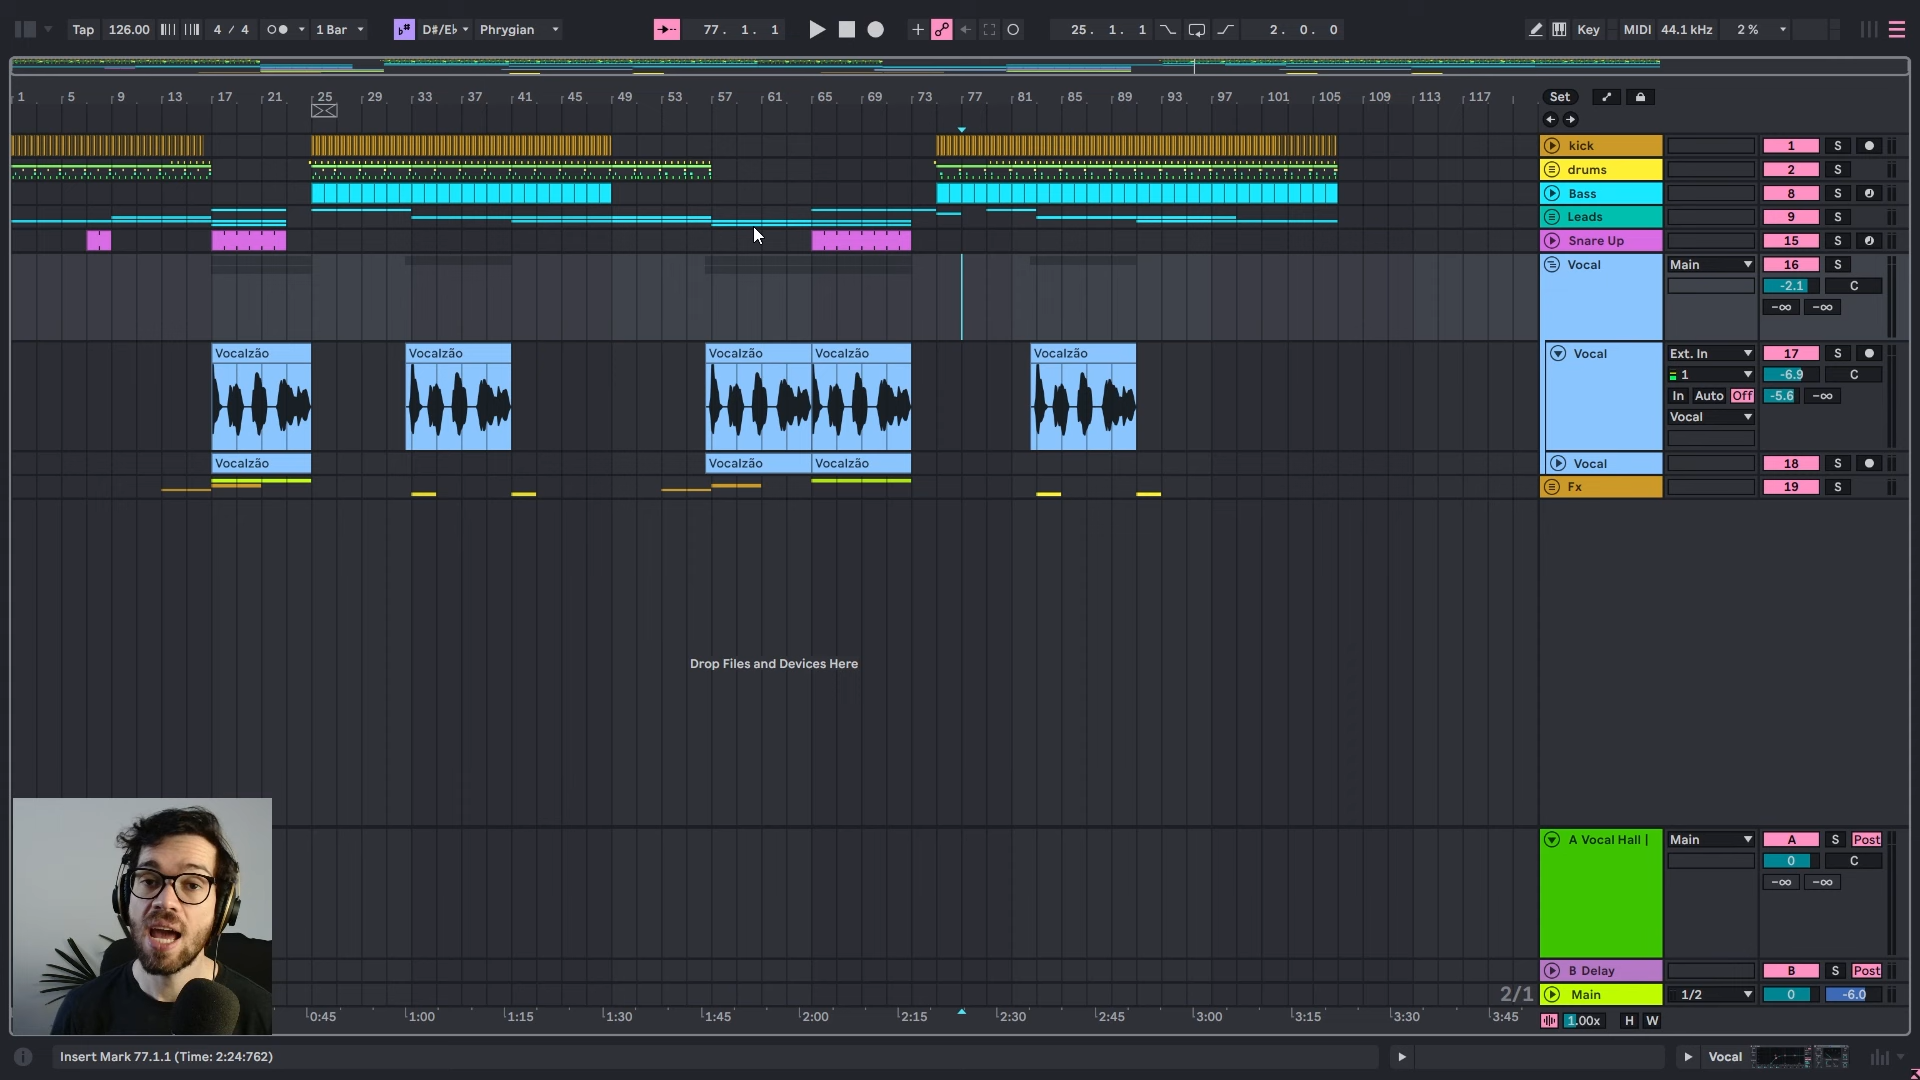 Tap 126.00 4 / 4 1 Bar D#/Eb Phrygian 77. 1. 1 25. 1. 1 2. 0. 0 Key MIDI 44.1 kHz 2 %
1 5 9 13 17 21 25 29 33 37 41 45 49 53 57 61 65 69 73 77 81 85 89 93 97 101 105 109 113 117 Set
kick 1 S
drums 2 S
Bass 8 S
Leads 9 S
Snare Up 15 S
Vocal Main 16 S
-2.1 C
-∞ -∞
Vocalzão Vocalzão Vocalzão Vocalzão Vocalzão Vocal Ext. In 17 S
1 -6.9 C
In Auto Off -5.6 -∞
Vocal
Vocalzão Vocalzão Vocalzão Vocal 18 S
Fx 19 S
Drop Files and Devices Here
A Vocal Hall | Main A S Post
0 C
-∞ -∞
B Delay B S Post
2/1 Main 1/2 0 -6.0
0:45 1:00 1:15 1:30 1:45 2:00 2:15 2:30 2:45 3:00 3:15 3:30 3:45 1.00x H W
Insert Mark 77.1.1 (Time: 2:24:762) Vocal